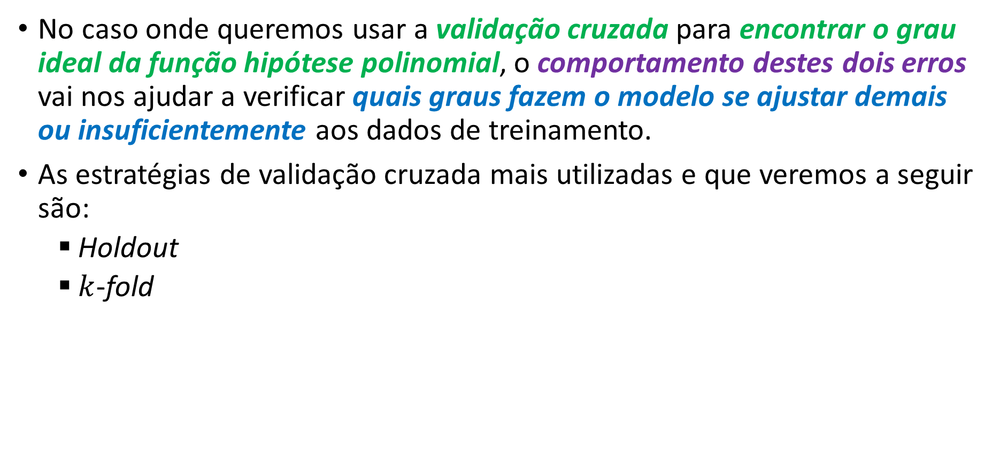 • No caso onde queremos usar a validação cruzada para encontrar o grau
ideal da função hipótese polinomial, o comportamento destes dois erros
vai nos ajudar a verificar quais graus fazem o modelo se ajustar demais
ou insuficientemente aos dados de treinamento.
• As estratégias de validação cruzada mais utilizadas e que veremos a seguir
são:
▪ Holdout
▪ k-fold